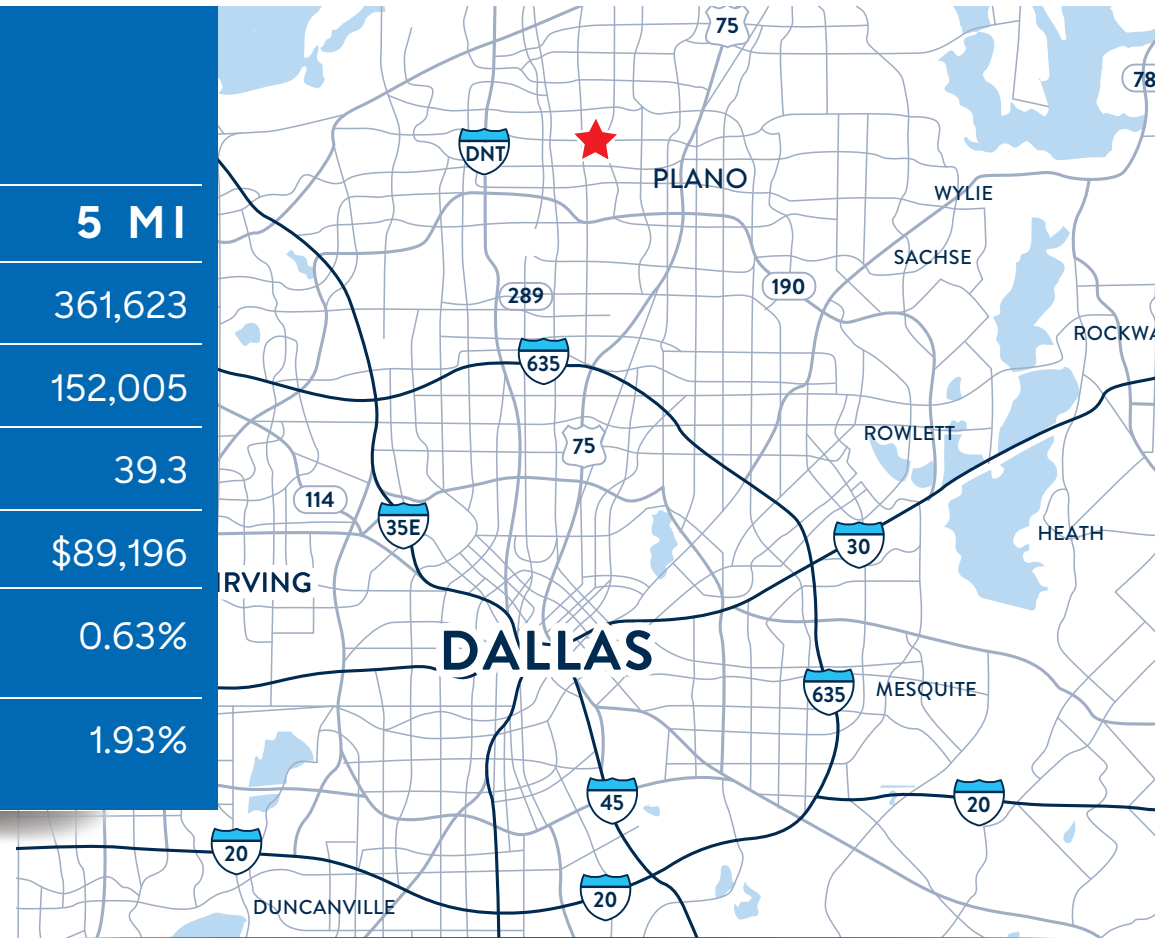 5 MI
361,623
152,005
39.3
$89,196
0.63%
1.93%
75
78
DNT
PLANO
WYLIE
SACHSE
289
190
ROCKWA
635
75
ROWLETT
114
35E
30
HEATH
IRVING
DALLAS
635
MESQUITE
45
20
20
20
DUNCANVILLE